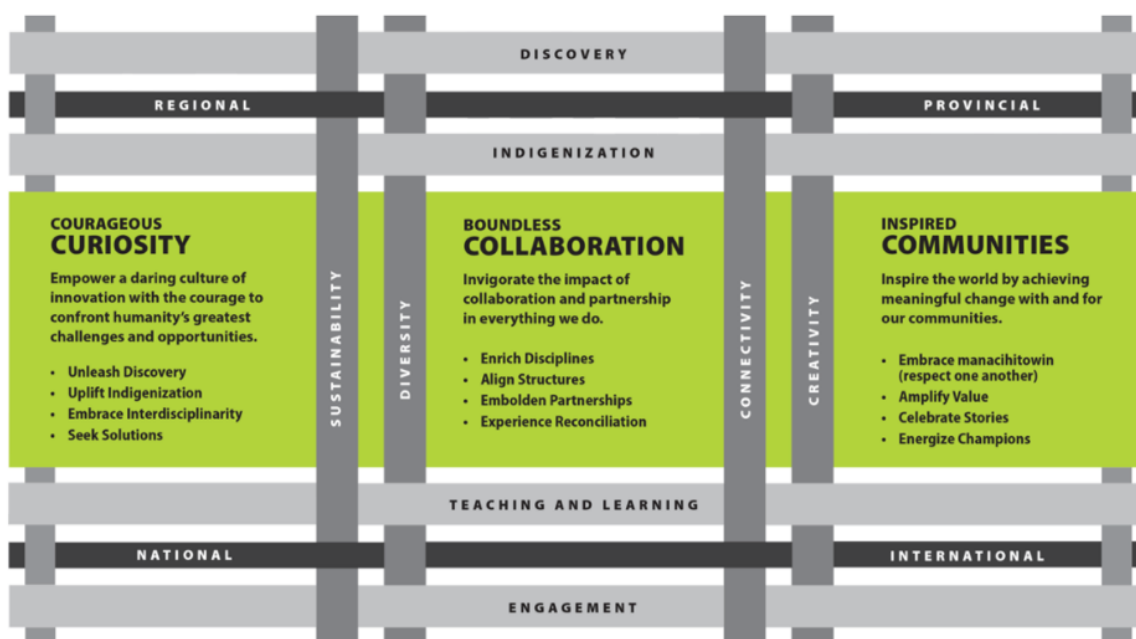 DISCOVERY
REGIONAL
PROVINCIAL
INDIGENIZATION
COURAGEOUS
CURIOSITY
Empower a daring culture of
innovation with the courage to
confront humanity's greatest
challenges and opportunities.
• Unleash Discovery
• Uplift Indigenization
• Embrace Interdisciplinarity
• Seek Solutions
SUSTAINABILITY
DIVERSITY
BOUNDLESS
COLLABORATION
Invigorate the impact of
collaboration and partnership
in everything we do.
• Enrich Disciplines
• Align Structures
• Embolden Partnerships
• Experience Reconciliation
CONNECTIVITY
CREATIVITY
INSPIRED
COMMUNITIES
Inspire the world by achieving
meaningful change with and for
our communities.
• Embrace manacihitowin
(respect one another)
• Amplify Value
• Celebrate Stories
• Energize Champions
TEACHING AND LEARNING
NATIONAL
INTERNATIONAL
ENGAGEMENT